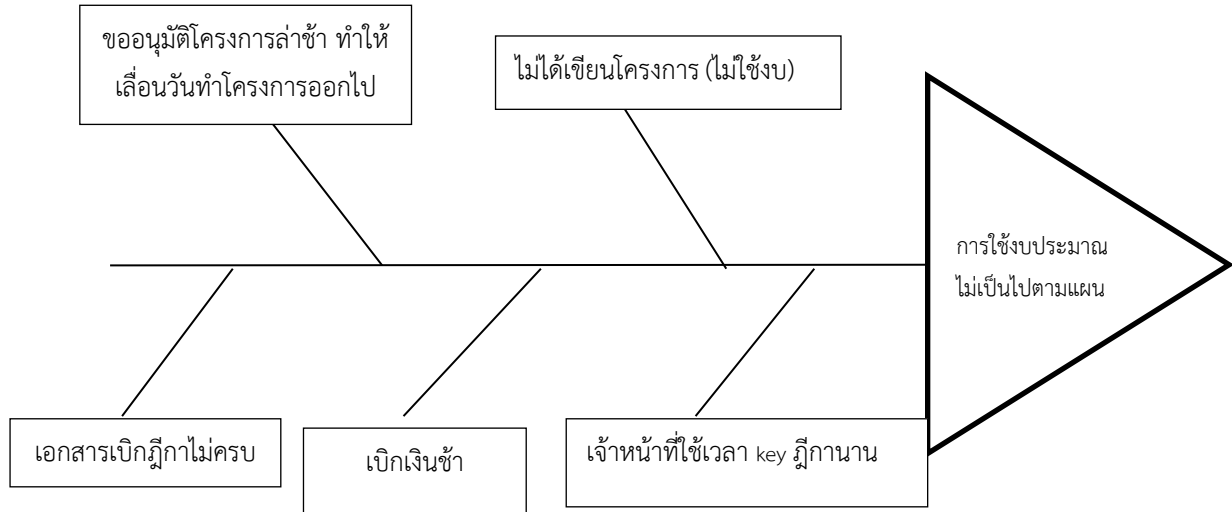 ขออนุมัติโครงการล่าช้า ทำให้
เลื่อนวันทำโครงการออกไป
ไม่ได้เขียนโครงการ (ไม่ใช้งบ)
การใช้งบประมาณ
ไม่เป็นไปตามแผน
เอกสารเบิกฎีกาไม่ครบ
เบิกเงินช้า
เจ้าหน้าที่ใช้เวลา key ฎีกานาน